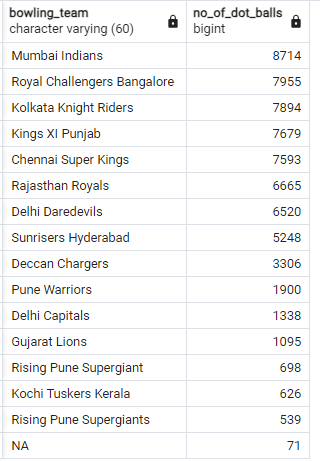 bowling_team no_of_dot_balls
character varying (60) bigint
Mumbai Indians 8714
Royal Challengers Bangalore 7955
Kolkata Knight Riders 7894
Kings XI Punjab 7679
Chennai Super Kings 7593
Rajasthan Royals 6665
Delhi Daredevils 6520
Sunrisers Hyderabad 5248
Deccan Chargers 3306
Pune Warriors 1900
Delhi Capitals 1338
Gujarat Lions 1095
Rising Pune Supergiant 698
Kochi Tuskers Kerala 626
Rising Pune Supergiants 539
NA 71